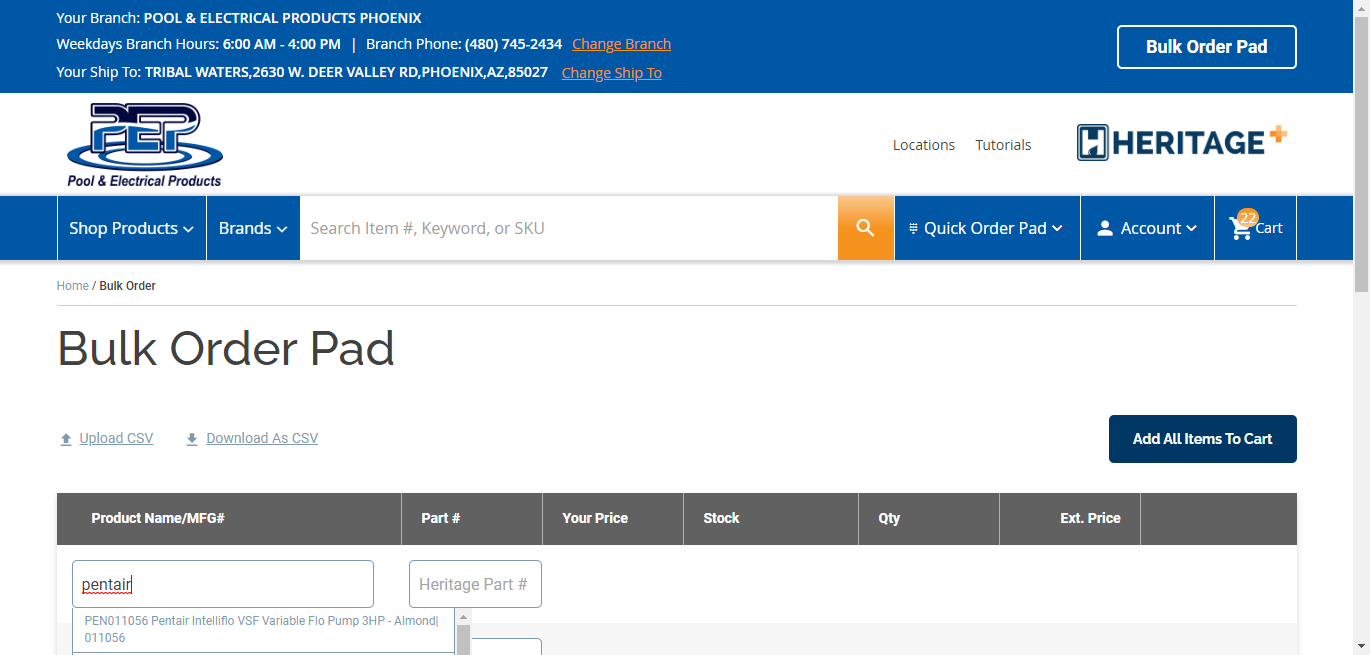 Your Branch: POOL & ELECTRICAL PRODUCTS PHOENIX
Weekdays Branch Hours: 6:00 AM - 4:00 PM | Branch Phone: (480) 745-2434 Change Branch
Your Ship To: TRIBAL WATERS,2630 W. DEER VALLEY RD,PHOENIX,AZ,85027 Change Ship To
Bulk Order Pad
PEP
Pool & Electrical Products
Locations Tutorials
HERITAGE+
Shop Products Brands Search Item #, Keyword, or SKU Quick Order Pad Account 22 Cart
Home / Bulk Order
Bulk Order Pad
Upload CSV Download As CSV Add All Items To Cart
Product Name/MFG# Part # Your Price Stock Qty Ext. Price
pentair Heritage Part #
PEN011056 Pentair Intelliflo VSF Variable Flo Pump 3HP - Almond|
011056